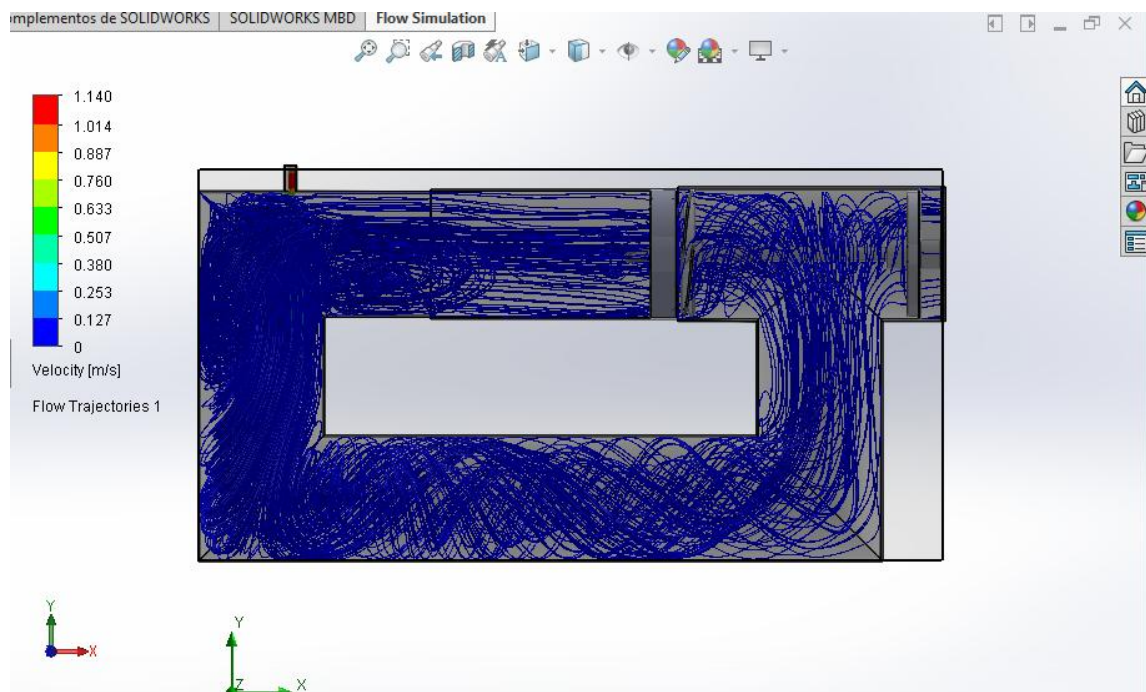 omplementos de SOLIDWORKS SOLIDWORKS MBD Flow Simulation
1.140
1.014
0.887
0.760
0.633
0.507
0.380
0.253
0.127
0
Velocity [m/s]
Flow Trajectories 1
Y
X
Y
Z
X